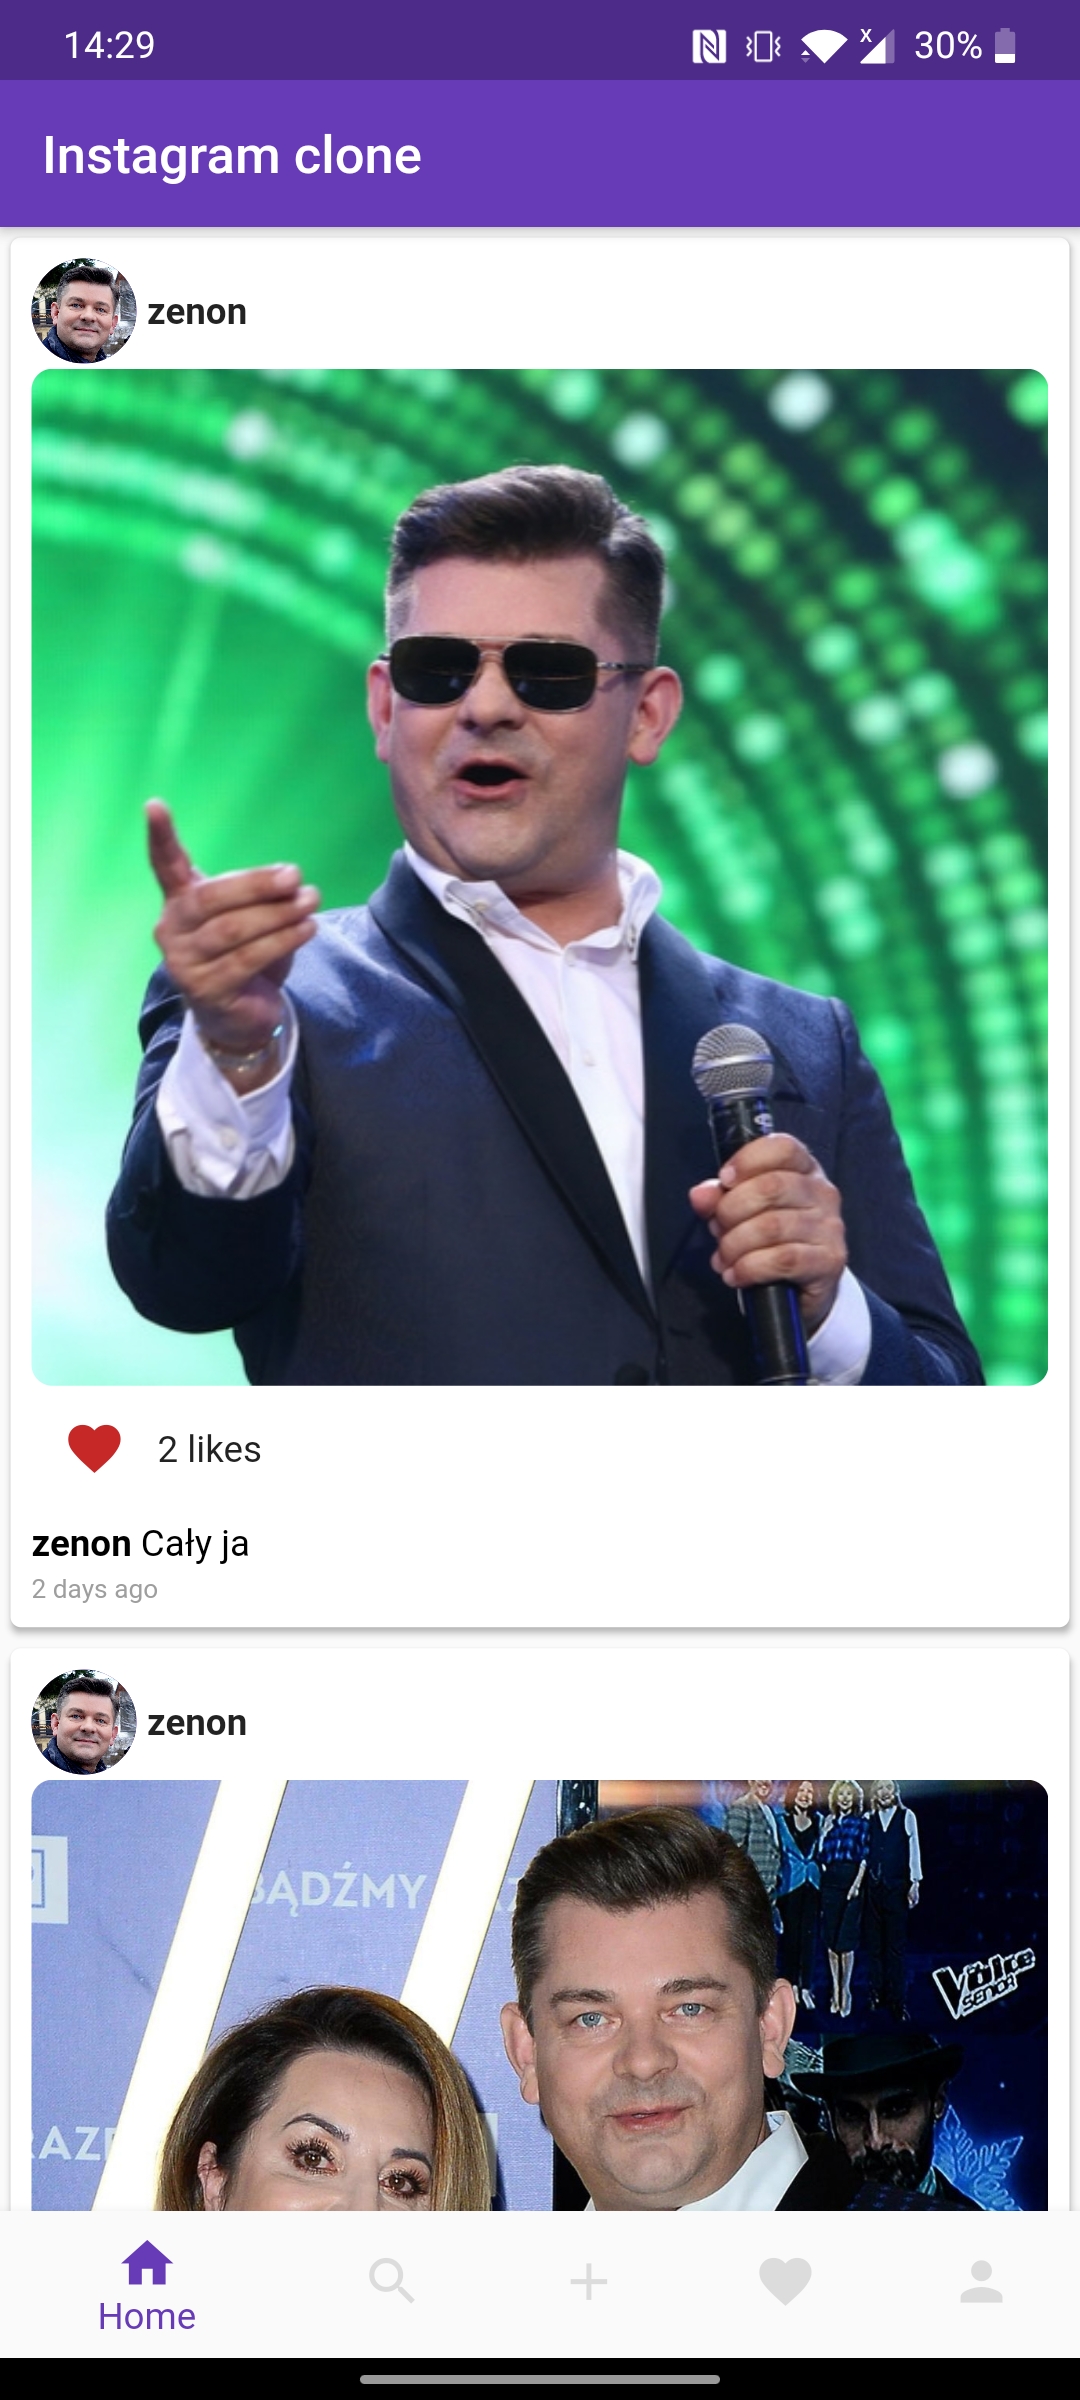 14:29
30%
Instagram clone
zenon
2 likes
zenon Cały ja
2 days ago
zenon
BĄDŹMY
Voice
SENIOR
RAZE
Home